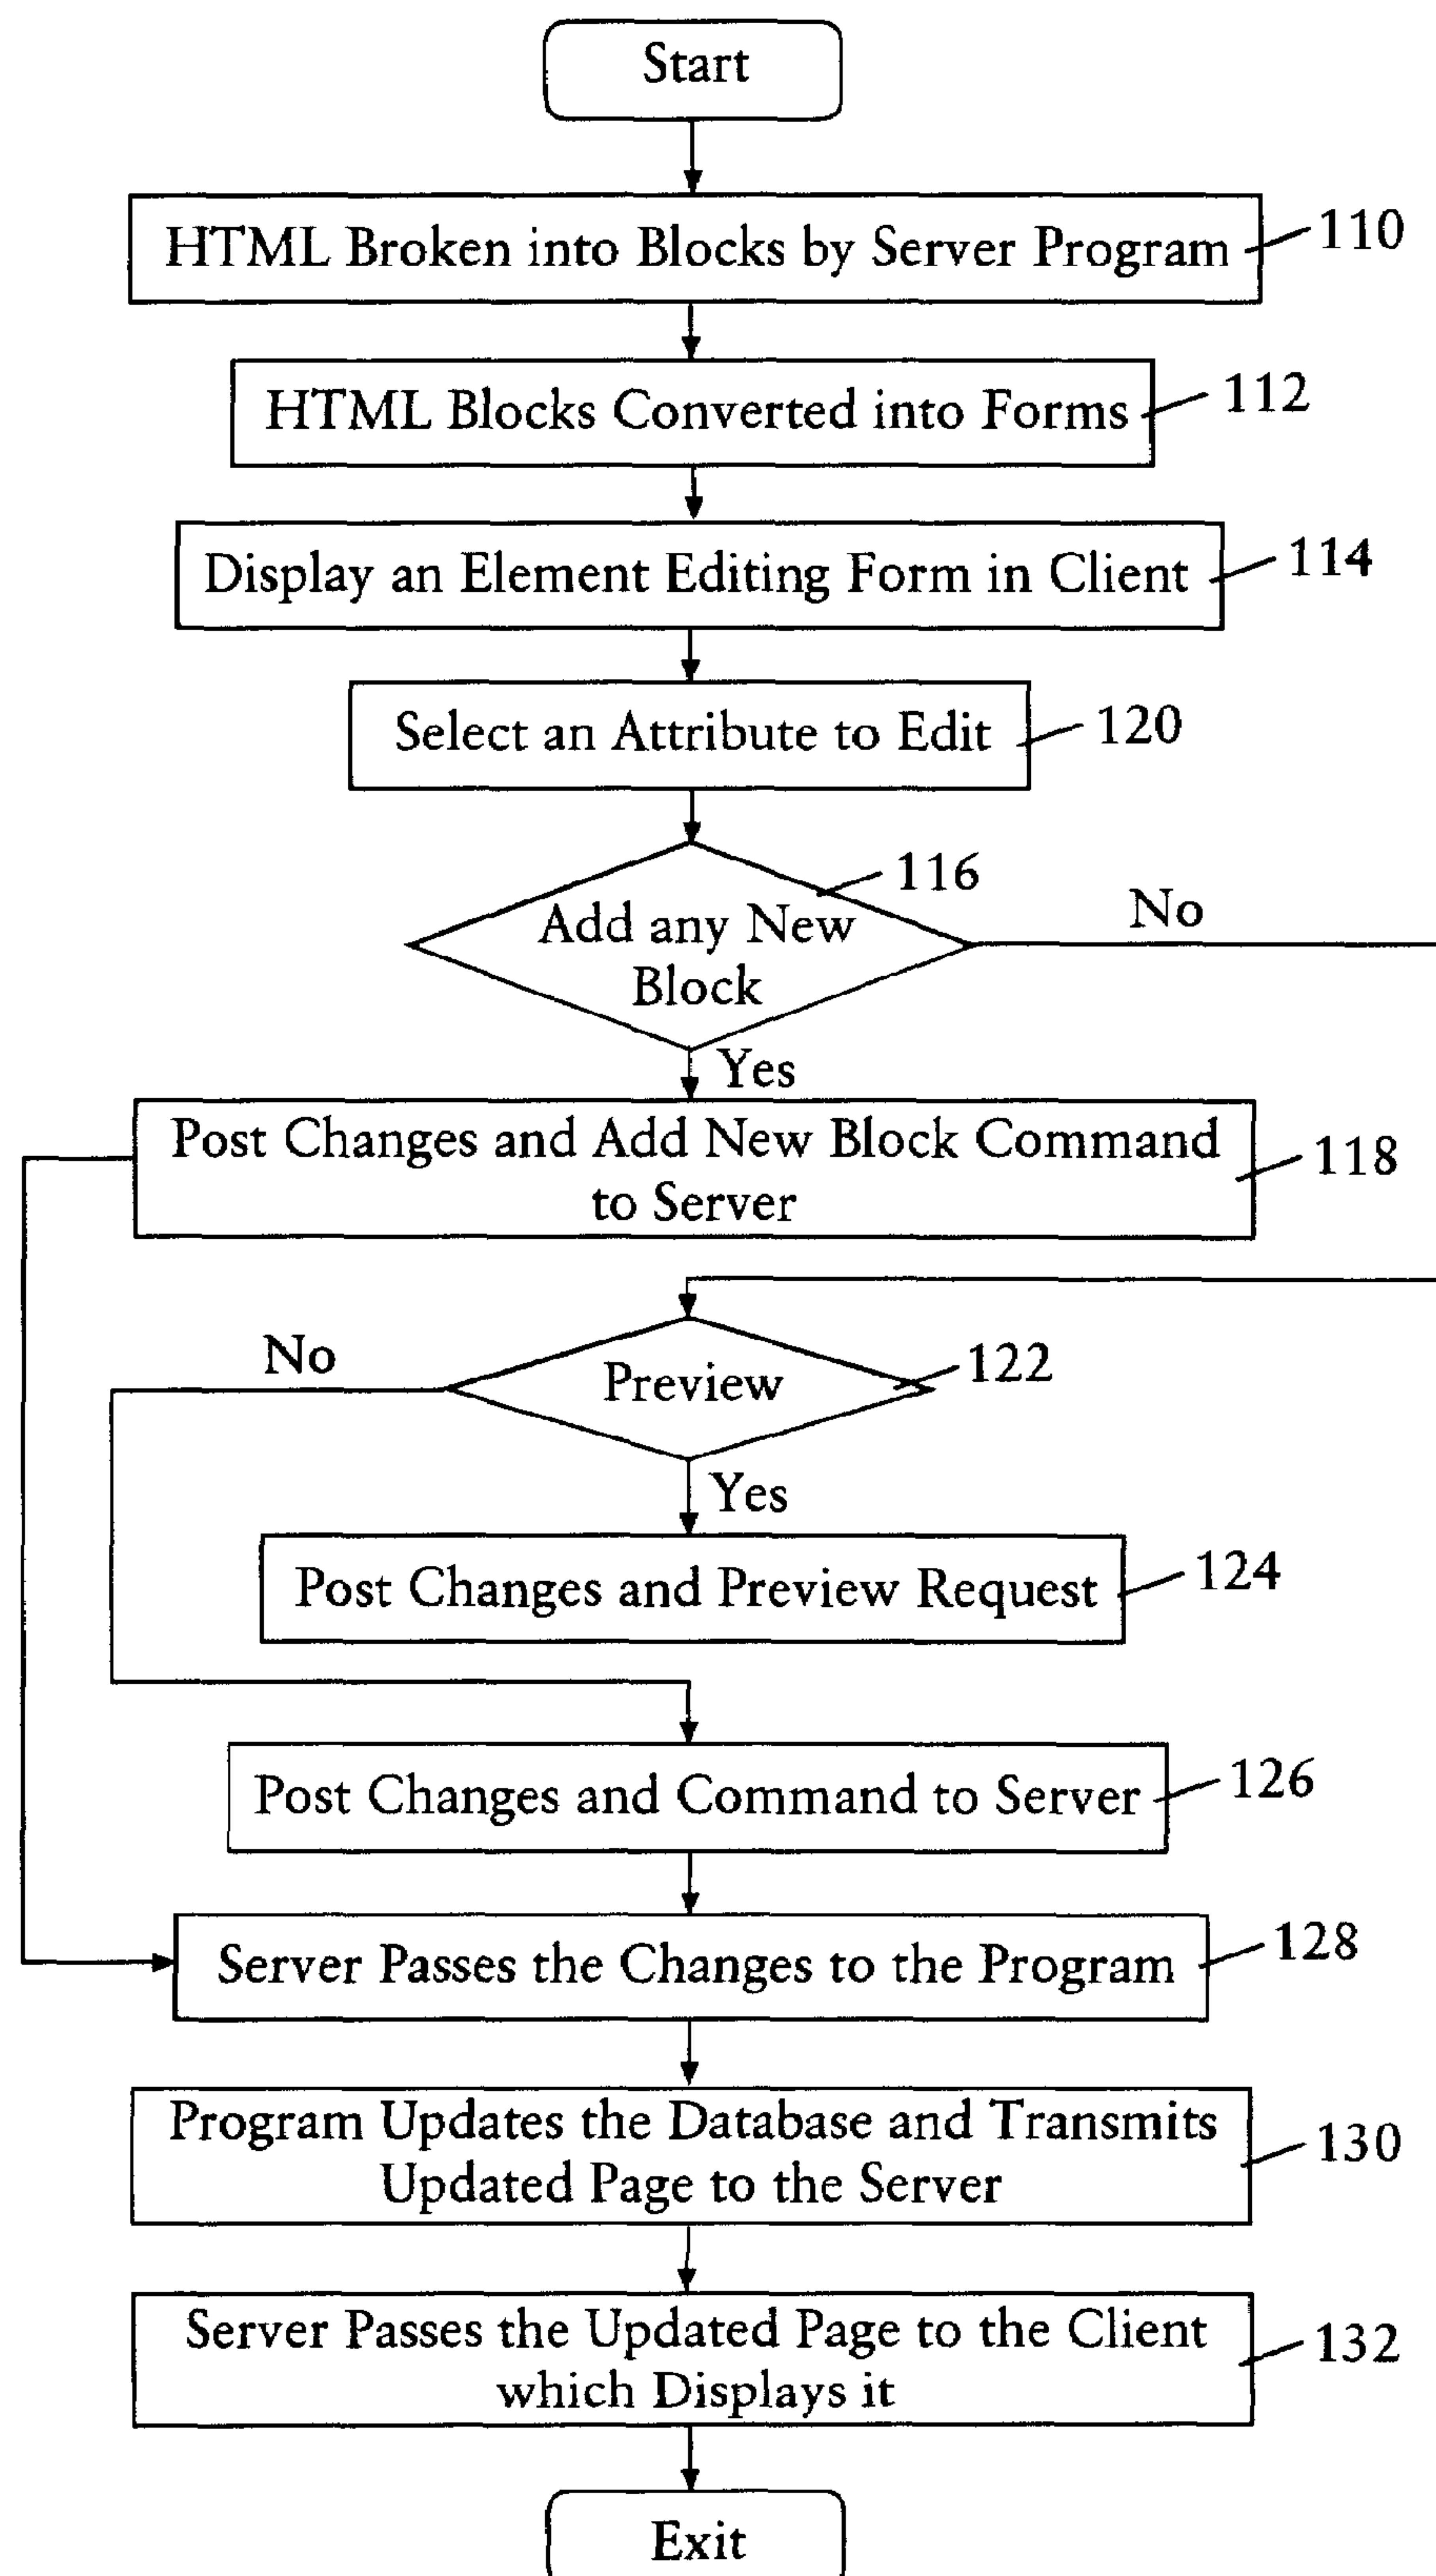 Start
HTML Broken into Blocks by Server Program
110
HTML Blocks Converted into Forms
112
Display an Element Editing Form in Client
114
Select an Attribute to Edit
120
116
Add any New
Block
No
Yes
Post Changes and Add New Block Command
to Server
118
No
Preview
122
Yes
Post Changes and Preview Request
124
Post Changes and Command to Server
126
Server Passes the Changes to the Program
128
Program Updates the Database and Transmits
Updated Page to the Server
130
Server Passes the Updated Page to the Client
which Displays it
132
Exit